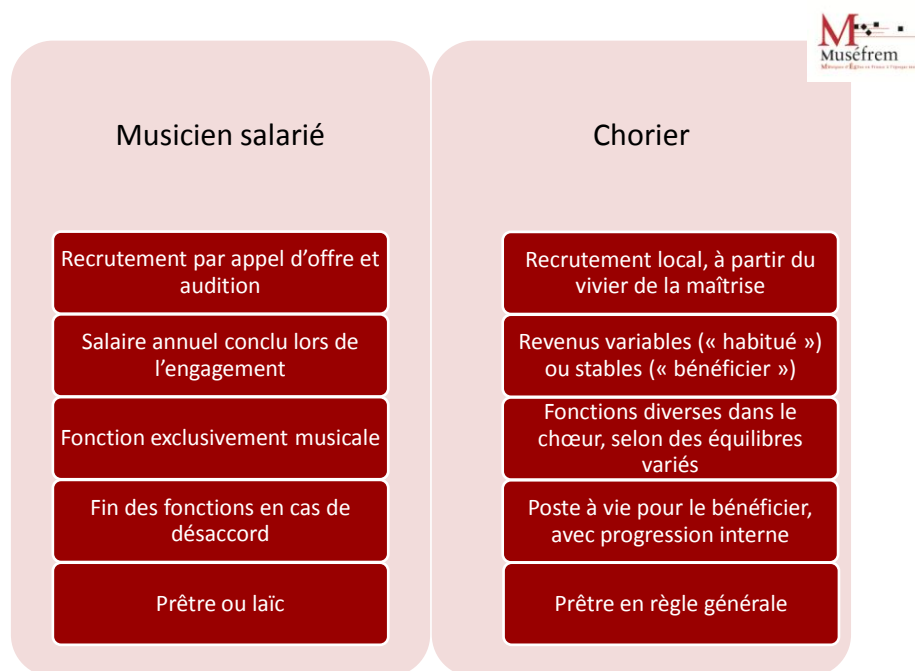 Muséfrem
Musicien salarié
Recrutement par appel d'offre et
audition
Salaire annuel conclu lors de
l'engagement
Fonction exclusivement musicale
Fin des fonctions en cas de
désaccord
Prêtre ou laïc
Chorier
Recrutement local, à partir du
vivier de la maîtrise
Revenus variables (« habitué »)
ou stables (« bénéficier »)
Fonctions diverses dans le
chœur, selon des équilibres
variés
Poste à vie pour le bénéficier,
avec progression interne
Prêtre en règle générale